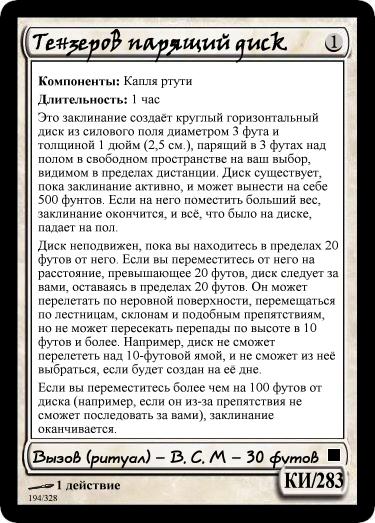 Тензеров парящий диск 1
Компоненты: Капля ртути
Длительность: 1 час
Это заклинание создаёт круглый горизонтальный
диск из силового поля диаметром 3 фута и
толщиной 1 дюйм (2,5 см.), парящий в 3 футах над
полом в свободном пространстве на ваш выбор,
видимом в пределах дистанции. Диск существует,
пока заклинание активно, и может вынести на себе
500 фунтов. Если на него поместить больший вес,
заклинание окончится, и всё, что было на диске,
падает на пол.
Диск неподвижен, пока вы находитесь в пределах 20
футов от него. Если вы переместитесь от него на
расстояние, превышающее 20 футов, диск следует за
вами, оставаясь в пределах 20 футов. Он может
перелетать по неровной поверхности, перемещаться
по лестницам, склонам и подобным препятствиям,
но не может пересекать перепады по высоте в 10
футов и более. Например, диск не сможет
перелететь над 10-футовой ямой, и не сможет из неё
выбраться, если будет создан на её дне.
Если вы переместитесь более чем на 100 футов от
диска (например, если он из-за препятствия не
сможет последовать за вами), заклинание
оканчивается.
Вызов (ритуал) – В, С, М – 30 футов
КИ/283
1 действие
194/328